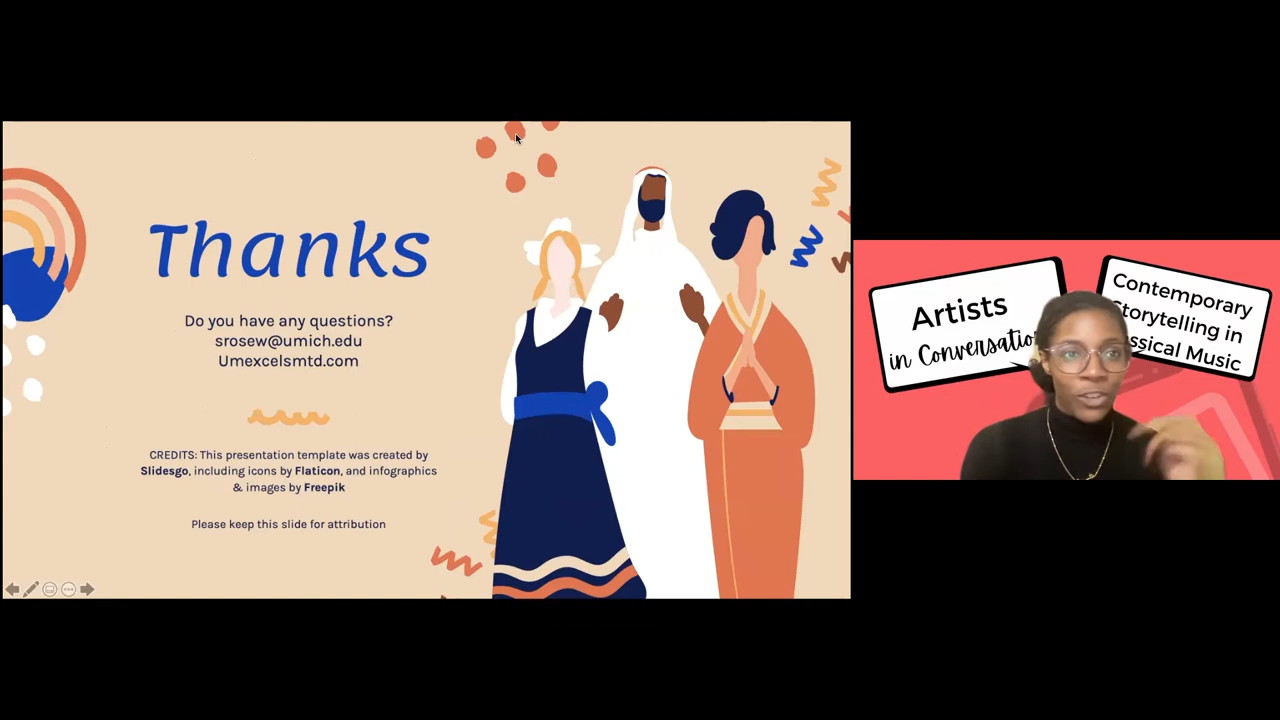 Thanks
Do you have any questions?
srosew@umich.edu
Umexcelsmtd.com
CREDITS: This presentation template was created by
Slidesgo, including icons by Flaticon, and infographics
& images by Freepik
Please keep this slide for attribution
Artists
in Conversation
Contemporary
Storytelling in
ssical Music